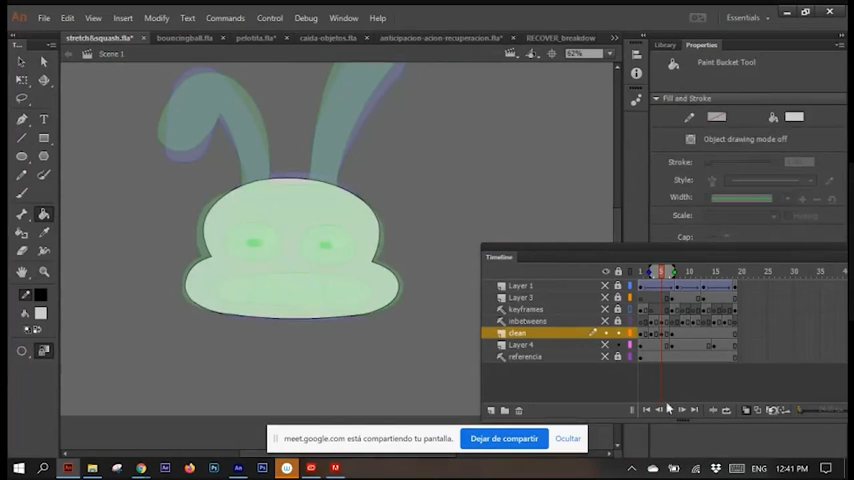 An File Edit View Insert Modify Text Commands Control Debug Window Help Essentials
stretch&squash.fla* bouncingball.fla pelotita.fla* caida-objetos.fla anticipacion-acion-recuperacion.fla* RECOVER_breakdow
Scene 1 62%
T...
Library Properties
Paint Bucket Tool
Fill and Stroke
Object drawing mode off
Stroke:
Style:
Width:
Scale:
Cap:
Timeline
1 5 10 15 20 25 30 35 40
Layer 1
Layer 3
keyframes
inbetweens
clean
Layer 4
referencia
meet.google.com está compartiendo tu pantalla. Dejar de compartir Ocultar
ENG 12:41 PM